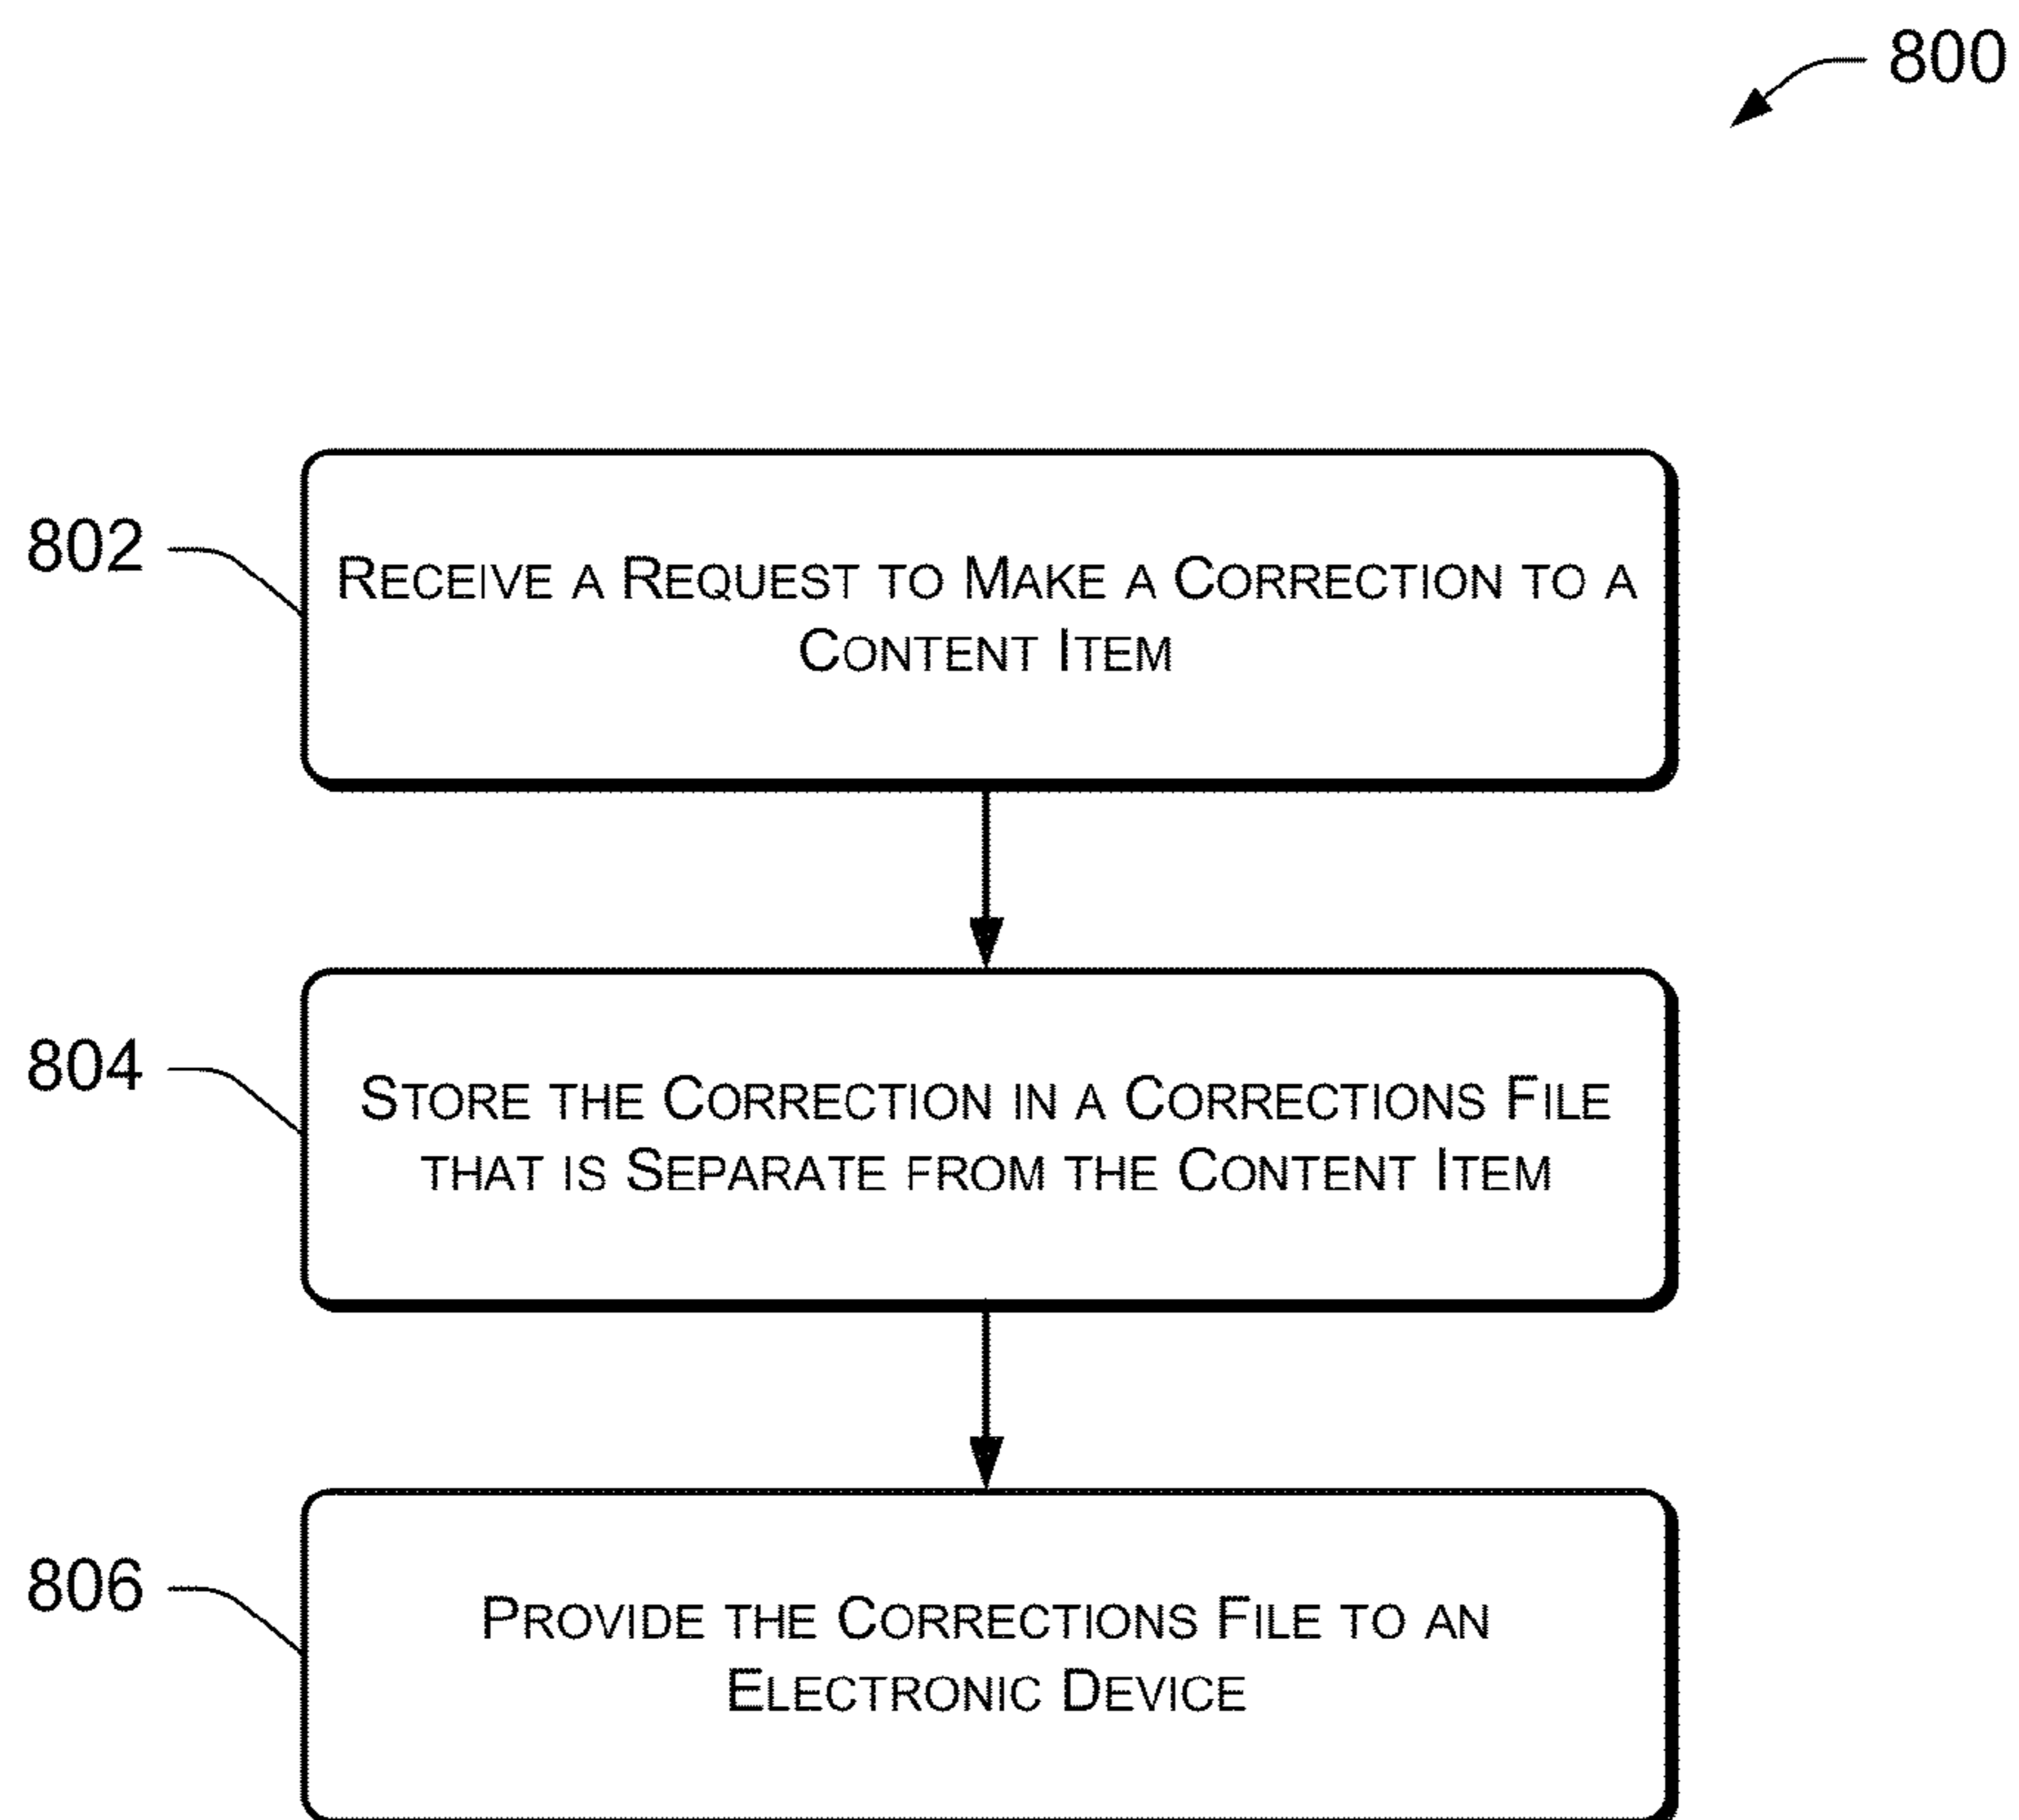 800
802
Receive a Request to Make a Correction to a
Content Item
804
Store the Correction in a Corrections File
that is Separate from the Content Item
806
Provide the Corrections File to an
Electronic Device